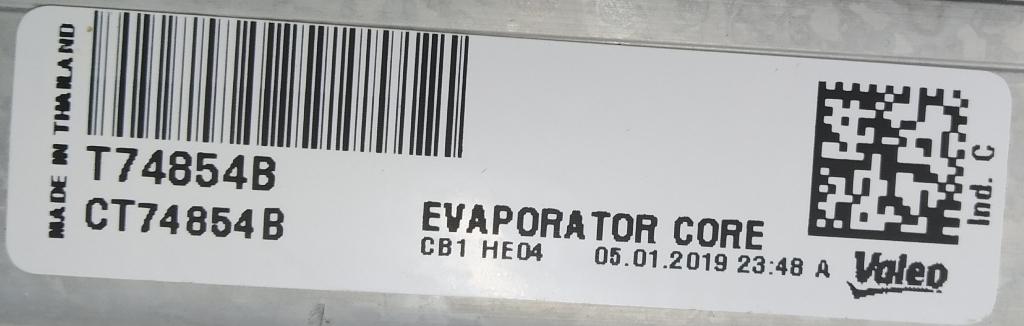 MADE IN THAILAND
T74854B
CT74854B
EVAPORATOR CORE
CB1 HE04 05.01.2019 23:48 A
Ind. C
Valeo